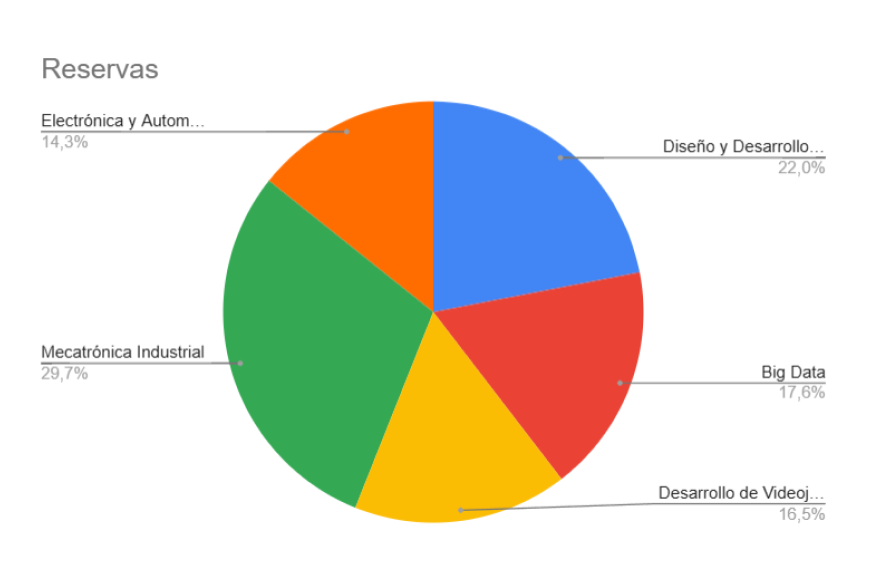 Reservas
Electrónica y Autom…
14,3%
Diseño y Desarrollo…
22,0%
Mecatrónica Industrial
29,7%
Big Data
17,6%
Desarrollo de Videoj…
16,5%